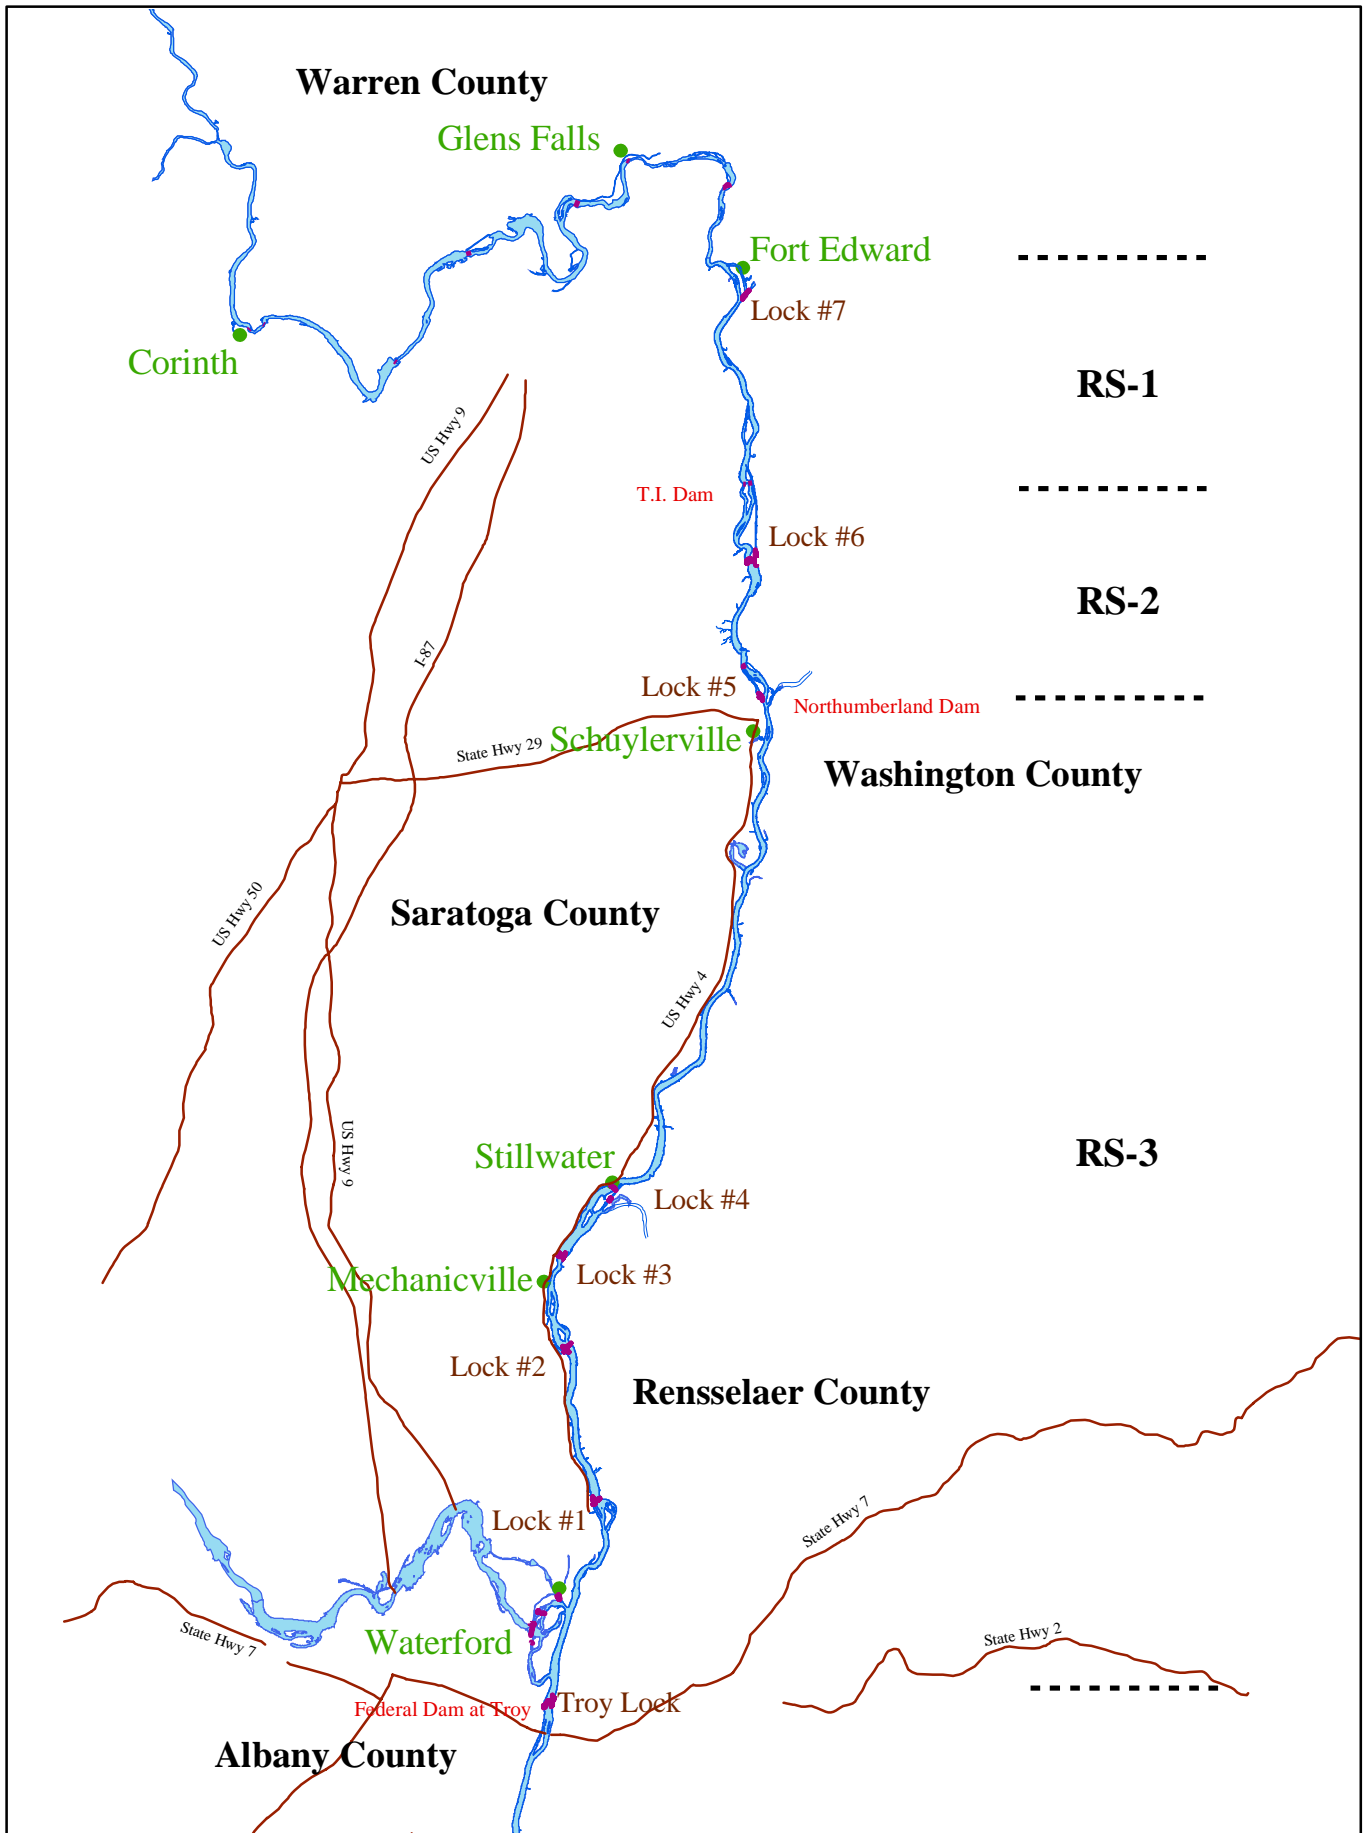 Warren County
Glens Falls
Fort Edward
Lock #7
Corinth
RS-1
US Hwy 9
T.I. Dam
Lock #6
RS-2
I-87
Lock #5
Northumberland Dam
State Hwy 29
Schuylerville
Washington County
US Hwy 50
Saratoga County
US Hwy 4
US Hwy 9
Stillwater
RS-3
Lock #4
Mechanicville
Lock #3
Lock #2
Rensselaer County
Lock #1
State Hwy 7
State Hwy 7
Waterford
State Hwy 2
Federal Dam at Troy
Troy Lock
Albany County